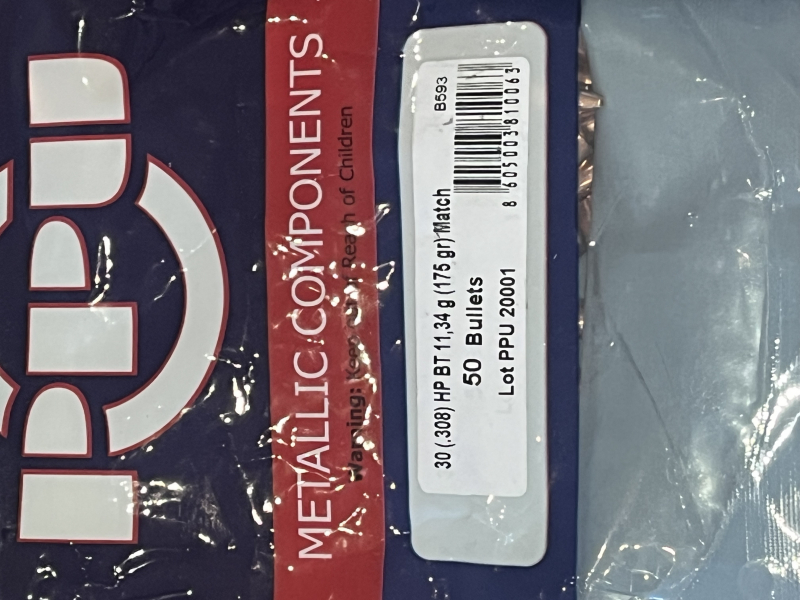 PPU
METALLIC COMPONENTS
Warning: Keep out of Reach of Children
B593
30 (.308) HP BT 11,34 g (175 gr) Match
50 Bullets
Lot PPU 20001
8 605003 810063